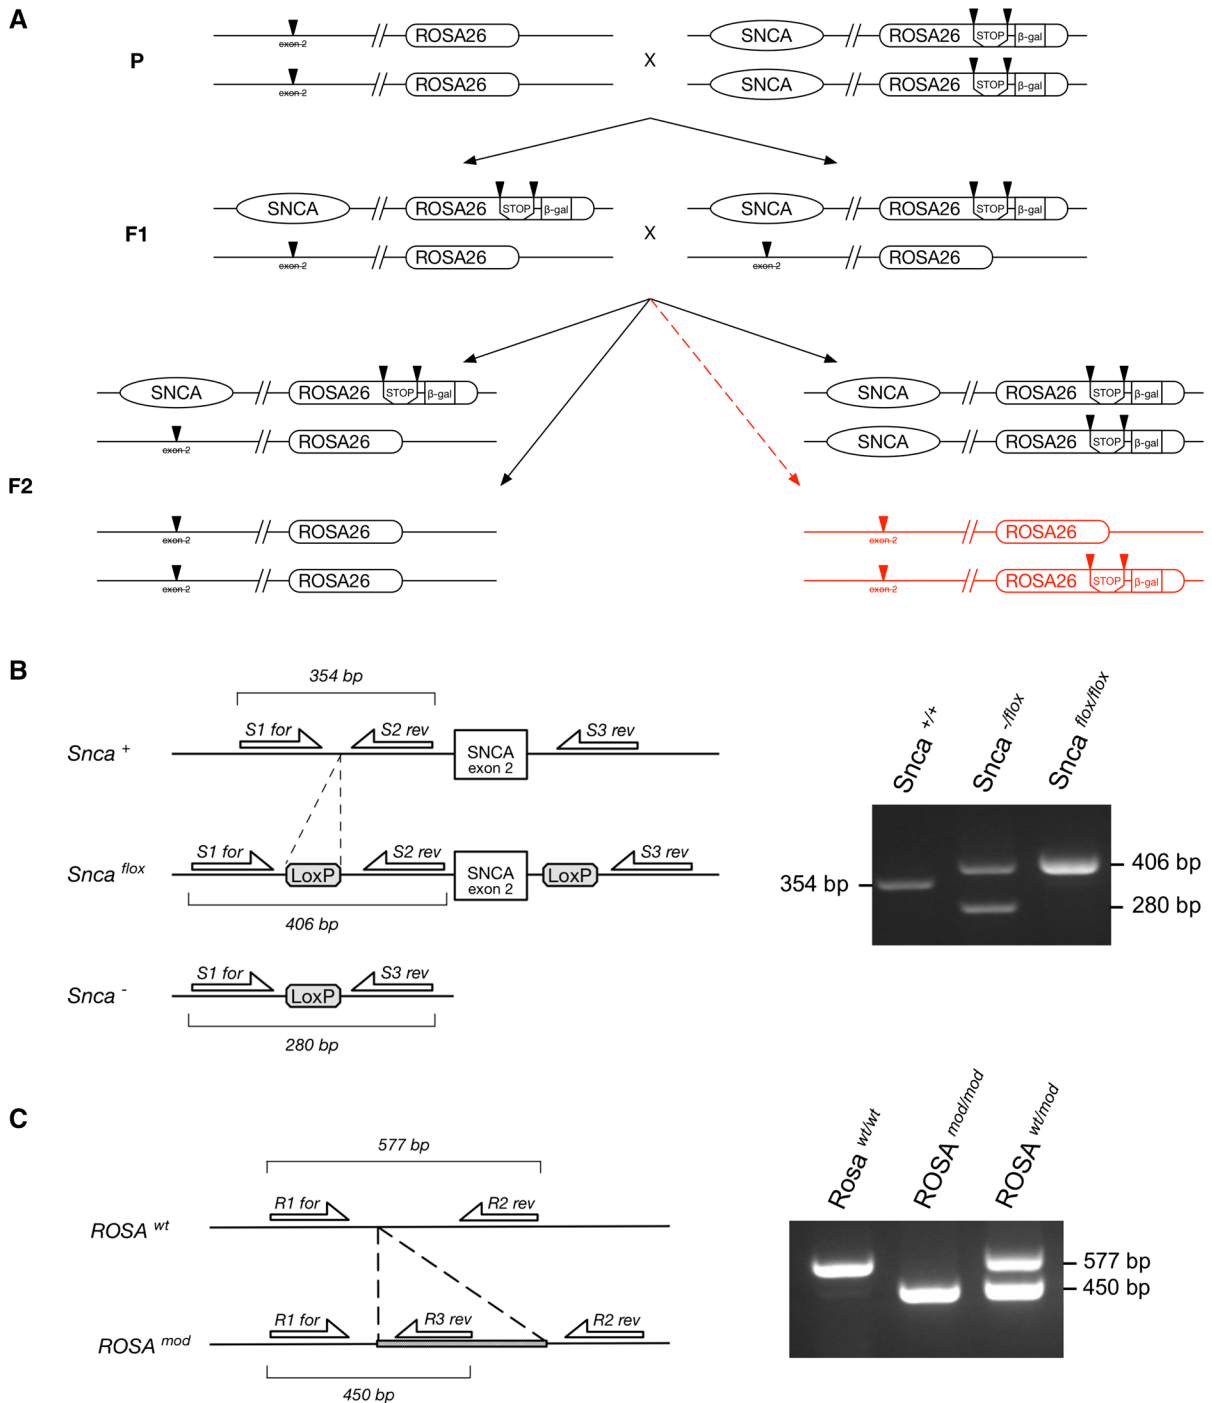 A
P
ROSA26
exon 2
ROSA26
exon 2
X
SNCA
ROSA26 STOP β-gal
SNCA
ROSA26 STOP β-gal
F1
SNCA
ROSA26 STOP β-gal
exon 2
ROSA26
X
SNCA
ROSA26 STOP β-gal
exon 2
ROSA26
F2
SNCA
ROSA26 STOP β-gal
exon 2
ROSA26
SNCA
ROSA26 STOP β-gal
SNCA
ROSA26 STOP β-gal
exon 2
ROSA26
exon 2
ROSA26
exon 2
ROSA26
exon 2
ROSA26 STOP β-gal
B
354 bp
Snca +
S1 for
S2 rev
SNCA
exon 2
S3 rev
Snca flox
S1 for
LoxP
S2 rev
SNCA
exon 2
LoxP
S3 rev
406 bp
Snca -
S1 for
LoxP
S3 rev
280 bp
Snca +/+
Snca -/flox
Snca flox/flox
354 bp
406 bp
280 bp
C
577 bp
ROSA wt
R1 for
R2 rev
ROSA mod
R1 for
R3 rev
R2 rev
450 bp
Rosa wt/wt
ROSA mod/mod
ROSA wt/mod
577 bp
450 bp